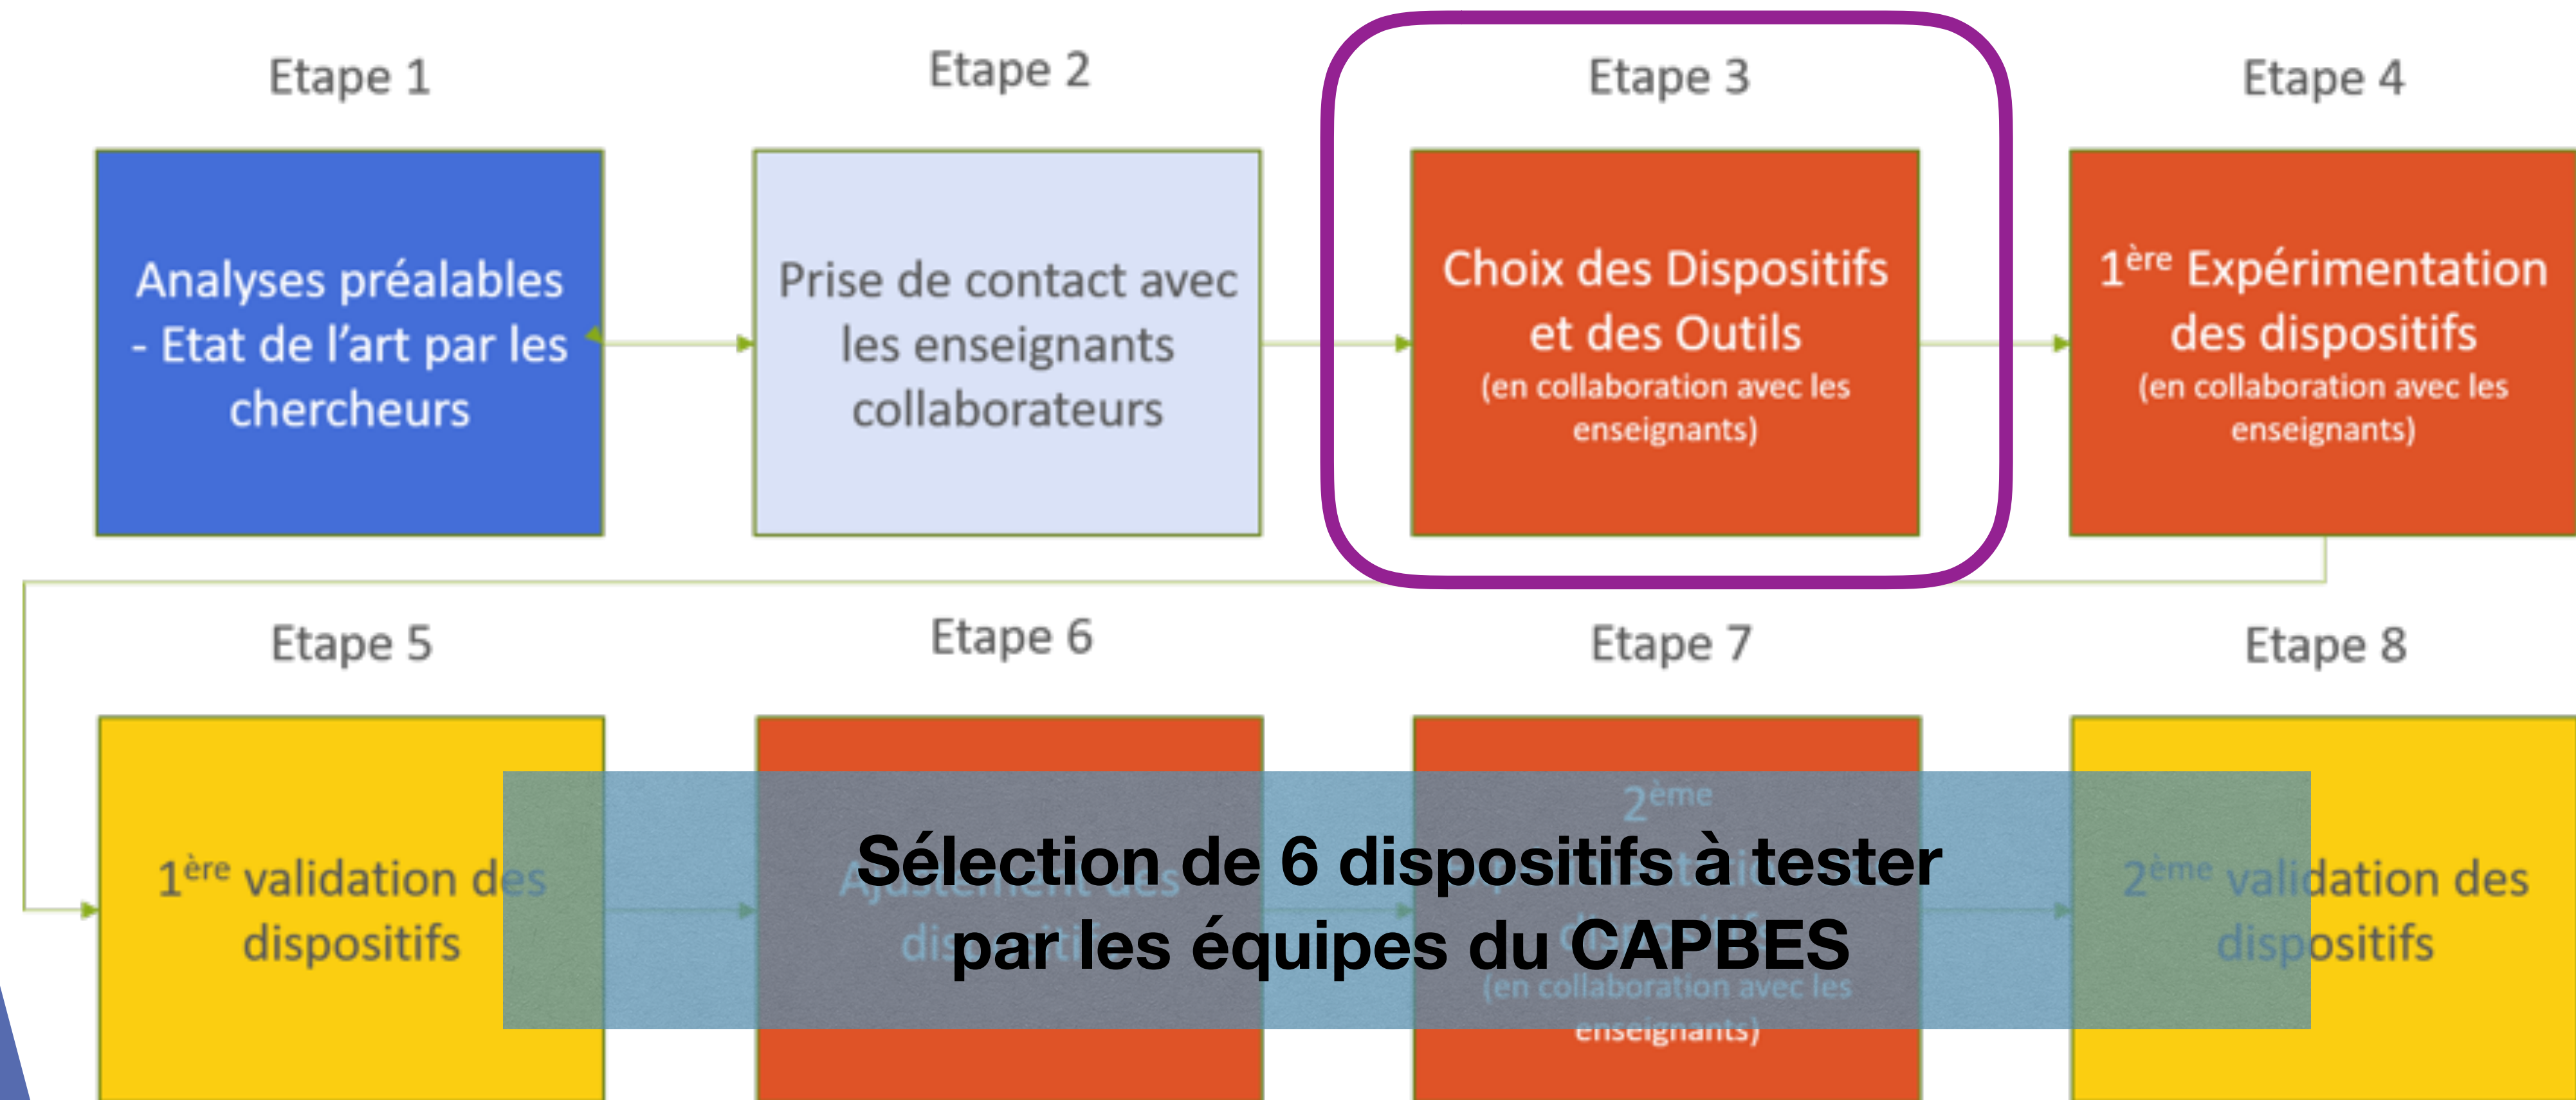 Etape 1
Etape 2
Etape 3
Etape 4
Analyses préalables
- Etat de l'art par les
chercheurs
Prise de contact avec
les enseignants
collaborateurs
Choix des Dispositifs
et des Outils
(en collaboration avec les
enseignants)
1ère Expérimentation
des dispositifs
(en collaboration avec les
enseignants)
Etape 5
Etape 6
Etape 7
Etape 8
1ère validation des
dispositifs
Ajustement des
2ème
(en collaboration avec les
enseignants)
2ème validation des
dispositifs
Sélection de 6 dispositifs à tester
par les équipes du CAPBES